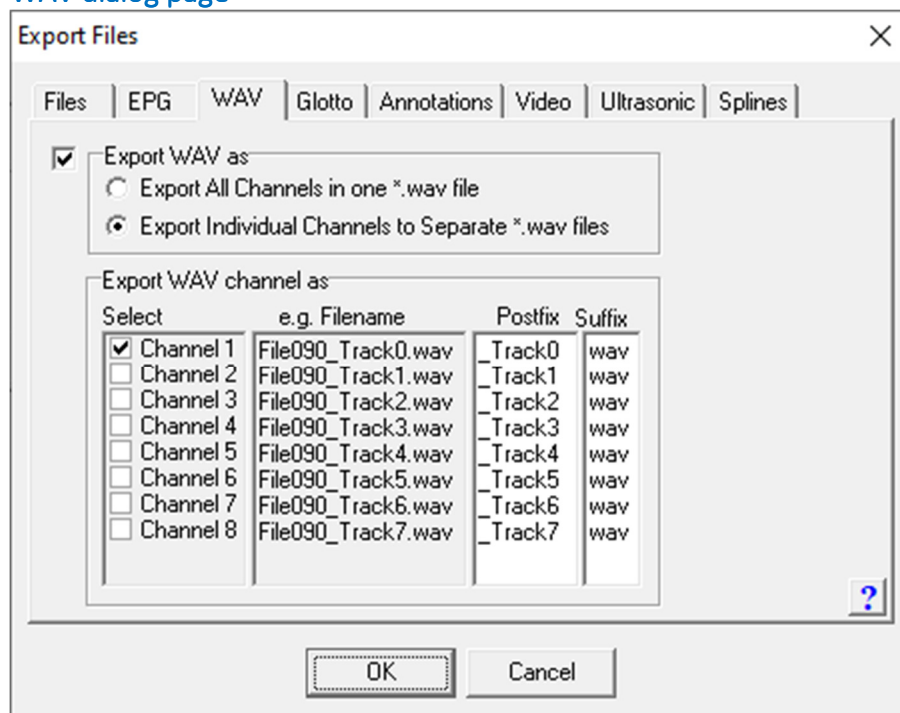 WAV dialog page
Export Files
Files EPG WAV Glotto Annotations Video Ultrasonic Splines
Export WAV as
Export All Channels in one *.wav file
Export Individual Channels to Separate *.wav files
Export WAV channel as
Select e.g. Filename Postfix Suffix
Channel 1 File090_Track0.wav _Track0 wav
Channel 2 File090_Track1.wav _Track1 wav
Channel 3 File090_Track2.wav _Track2 wav
Channel 4 File090_Track3.wav _Track3 wav
Channel 5 File090_Track4.wav _Track4 wav
Channel 6 File090_Track5.wav _Track5 wav
Channel 7 File090_Track6.wav _Track6 wav
Channel 8 File090_Track7.wav _Track7 wav
?
OK Cancel